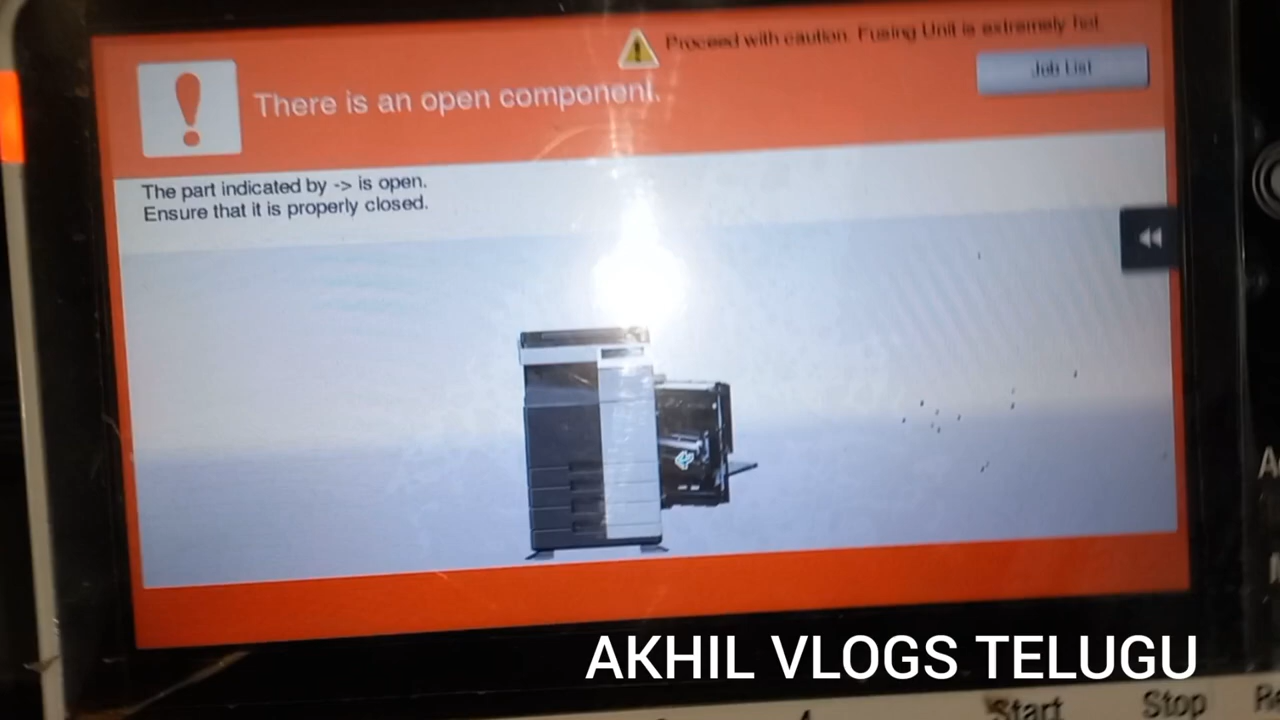 Proceed with caution. Fusing Unit is extremely hot.
Job List
There is an open component.
The part indicated by -> is open.
Ensure that it is properly closed.
AKHIL VLOGS TELUGU
Start
Stop